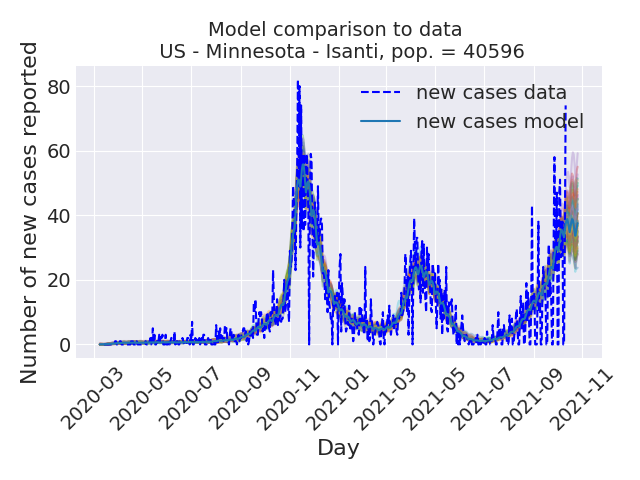 Model comparison to data
US - Minnesota - Isanti, pop. = 40596
Number of new cases reported
80
60
40
20
0
new cases data
new cases model
2020-03
2020-05
2020-07
2020-09
2020-11
2021-01
2021-03
2021-05
2021-07
2021-09
2021-11
Day